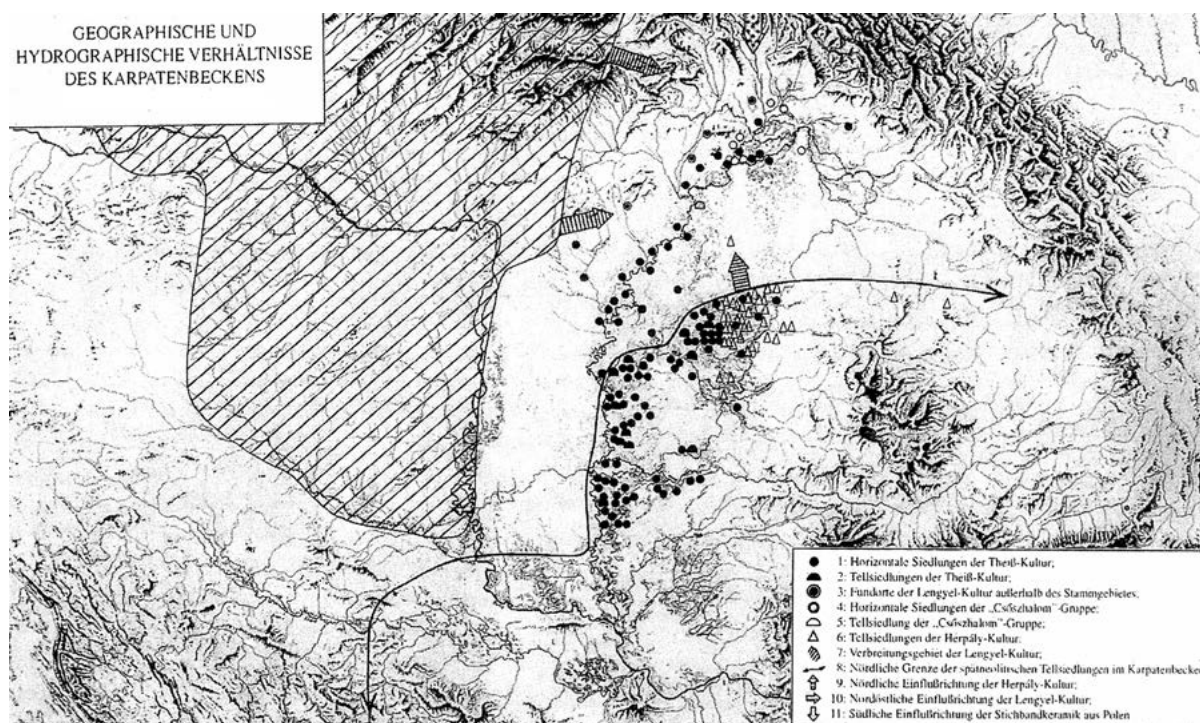 GEOGRAPHISCHE UND
HYDROGRAPHISCHE VERHÄLTNISSE
DES KARPATENBECKENS
1: Horizontale Siedlungen der Theiß-Kultur;
2: Tellsiedlungen der Theiß-Kultur;
3: Fundorte der Lengyel-Kultur außerhalb des Stammgebietes;
4: Horizontale Siedlungen der „Csőszhalom"-Gruppe;
5: Tellsiedlung der „Csőszhalom"-Gruppe;
6: Tellsiedlungen der Herpály-Kultur;
7: Verbreitungsgebiet der Lengyel-Kultur;
8: Nördliche Grenze der spätneolitischen Tellsiedlungen im Karpatenbecken
9: Nördliche Einflußrichtung der Herpály-Kultur;
10: Nordöstliche Einflußrichtung der Lengyel-Kultur;
11: Südliche Einflußrichtung der Stichbandkeramik aus Polen